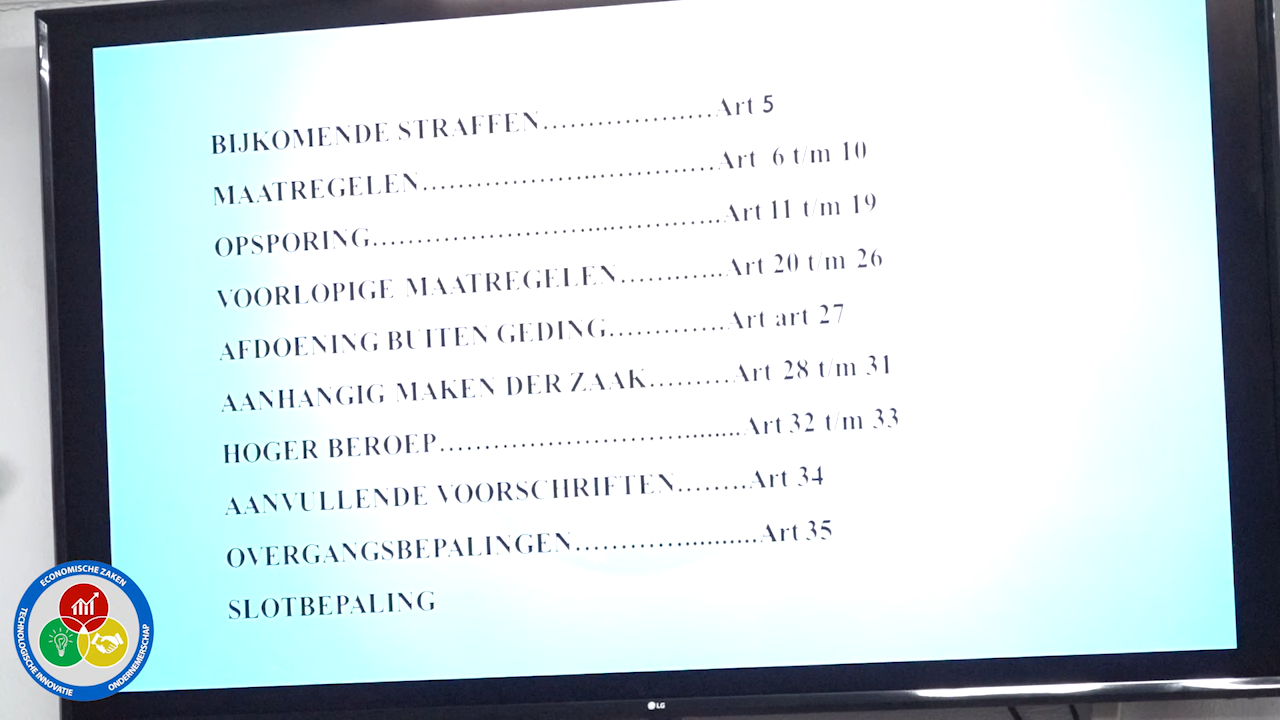 BIJKOMENDE STRAFFEN....................Art 5
MAATREGELEN.................................Art 6 t/m 10
OPSPORING.......................................Art 11 t/m 19
VOORLOPIGE MAATREGELEN............Art 20 t/m 26
AFDOENING BUITEN GEDING.............Art art 27
AANHANGIG MAKEN DER ZAAK.........Art 28 t/m 31
HOGER BEROEP..................................Art 32 t/m 33
AANVULLENDE VOORSCHRIFTEN........Art 34
OVERGANGSBEPALINGEN.....................Art 35
SLOTBEPALING
ECONOMISCHE ZAKEN
TECHNOLOGISCHE INNOVATIE
ONDERNEMERSCHAP
LG